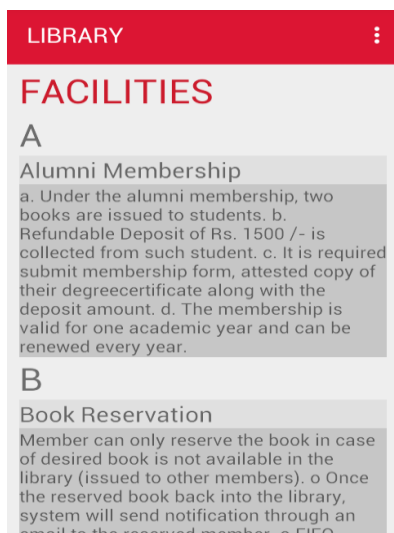 LIBRARY
FACILITIES
A
Alumni Membership
a. Under the alumni membership, two
books are issued to students. b.
Refundable Deposit of Rs. 1500 /- is
collected from such student. c. It is required
submit membership form, attested copy of
their degreecertificate along with the
deposit amount. d. The membership is
valid for one academic year and can be
renewed every year.
B
Book Reservation
Member can only reserve the book in case
of desired book is not available in the
library (issued to other members). o Once
the reserved book back into the library,
system will send notification through an
email to the reserved member. o FIFO